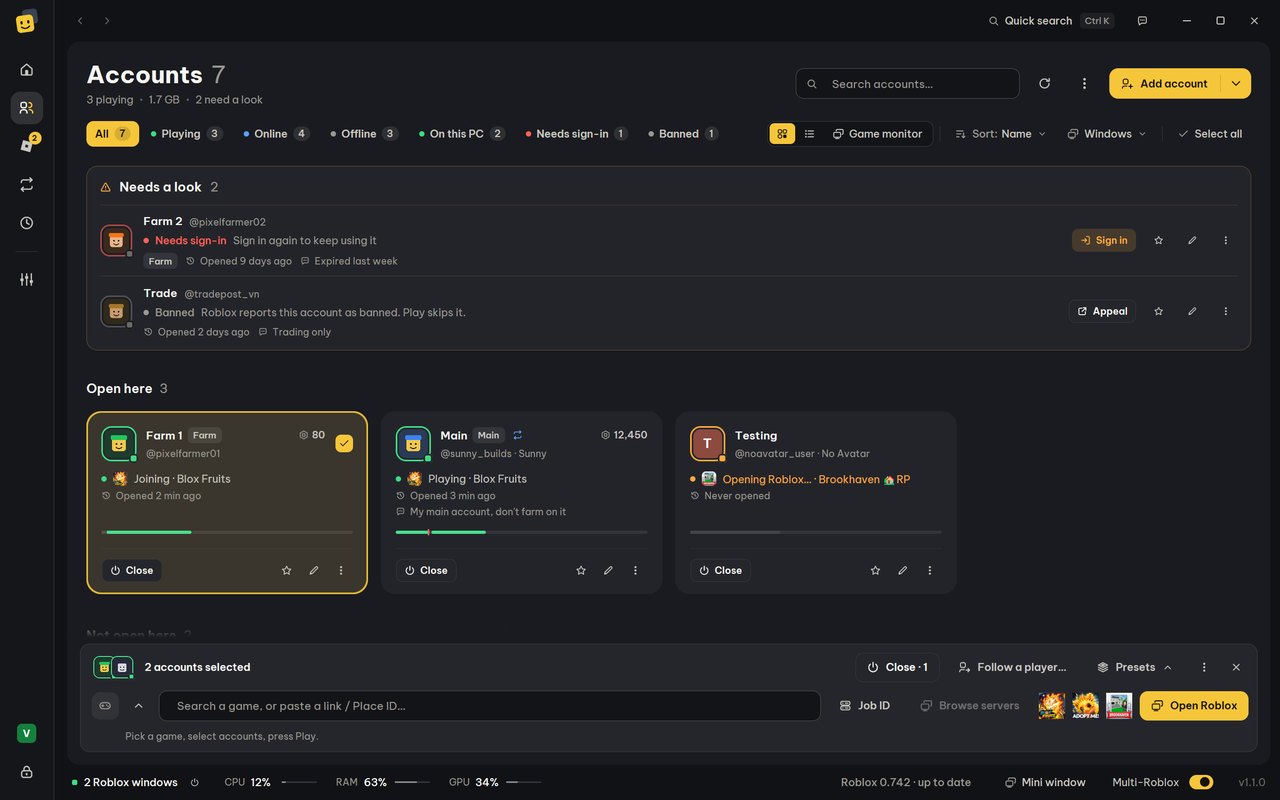 Quick search Ctrl K
Accounts 7
3 playing · 1.7 GB · 2 need a look
Search accounts...
Add account
All 7
Playing 3
Online 4
Offline 3
On this PC 2
Needs sign-in 1
Banned 1
Game monitor
Sort: Name
Windows
Select all
2
Needs a look 2
Farm 2 @pixelfarmer02
Needs sign-in Sign in again to keep using it
Farm Opened 9 days ago Expired last week
Sign in
Trade @tradepost_vn
Banned Roblox reports this account as banned. Play skips it.
Opened 2 days ago Trading only
Appeal
Open here 3
Farm 1 Farm 80
@pixelfarmer01
Joining · Blox Fruits
Opened 2 min ago
Close
Main Main 12,450
@sunny_builds · Sunny
Playing · Blox Fruits
Opened 3 min ago
My main account, don't farm on it
Close
T
Testing
@noavatar_user · No Avatar
Opening Roblox... · Brookhaven 🏡 RP
Never opened
Close
Not open here 2
2 accounts selected
Close · 1
Follow a player...
Presets
Search a game, or paste a link / Place ID...
Job ID
Browse servers
ADOPT ME!
BROOKHAVEN
Open Roblox
Pick a game, select accounts, press Play.
V
2 Roblox windows
CPU 12%
RAM 63%
GPU 34%
Roblox 0.742 · up to date
Mini window
Multi-Roblox
v1.1.0